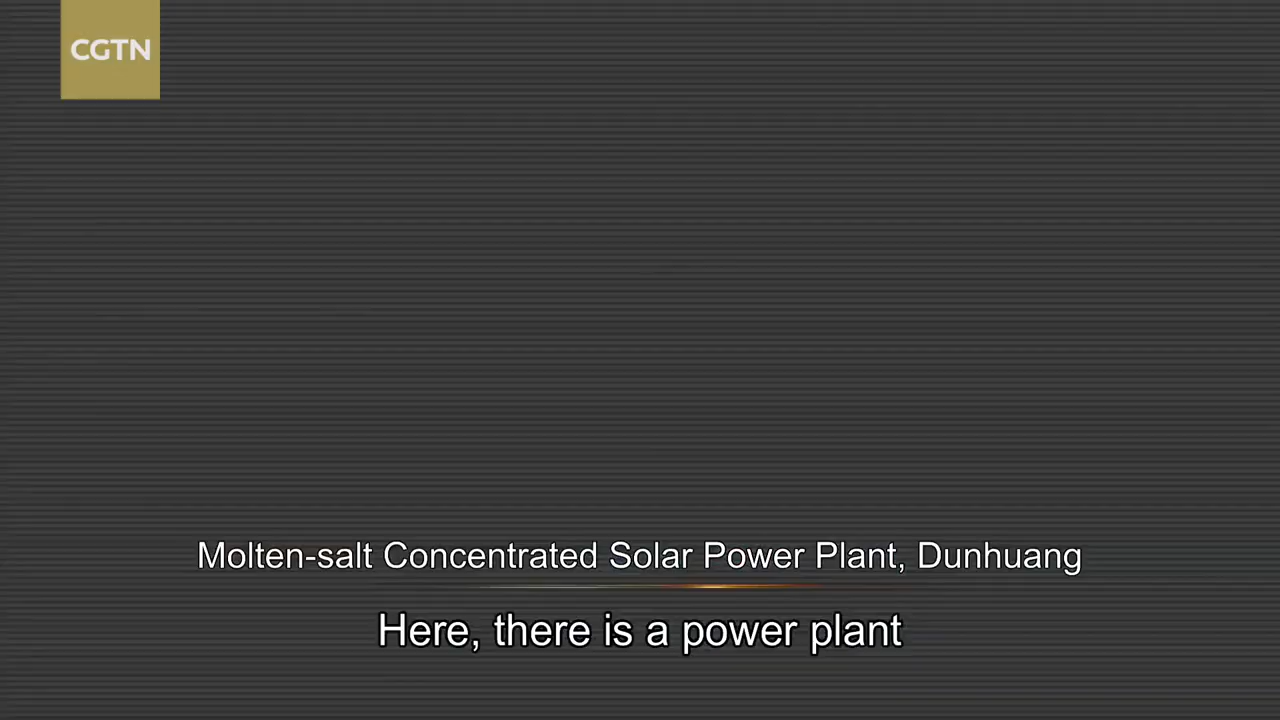 CGTN
Molten-salt Concentrated Solar Power Plant, Dunhuang
Here, there is a power plant